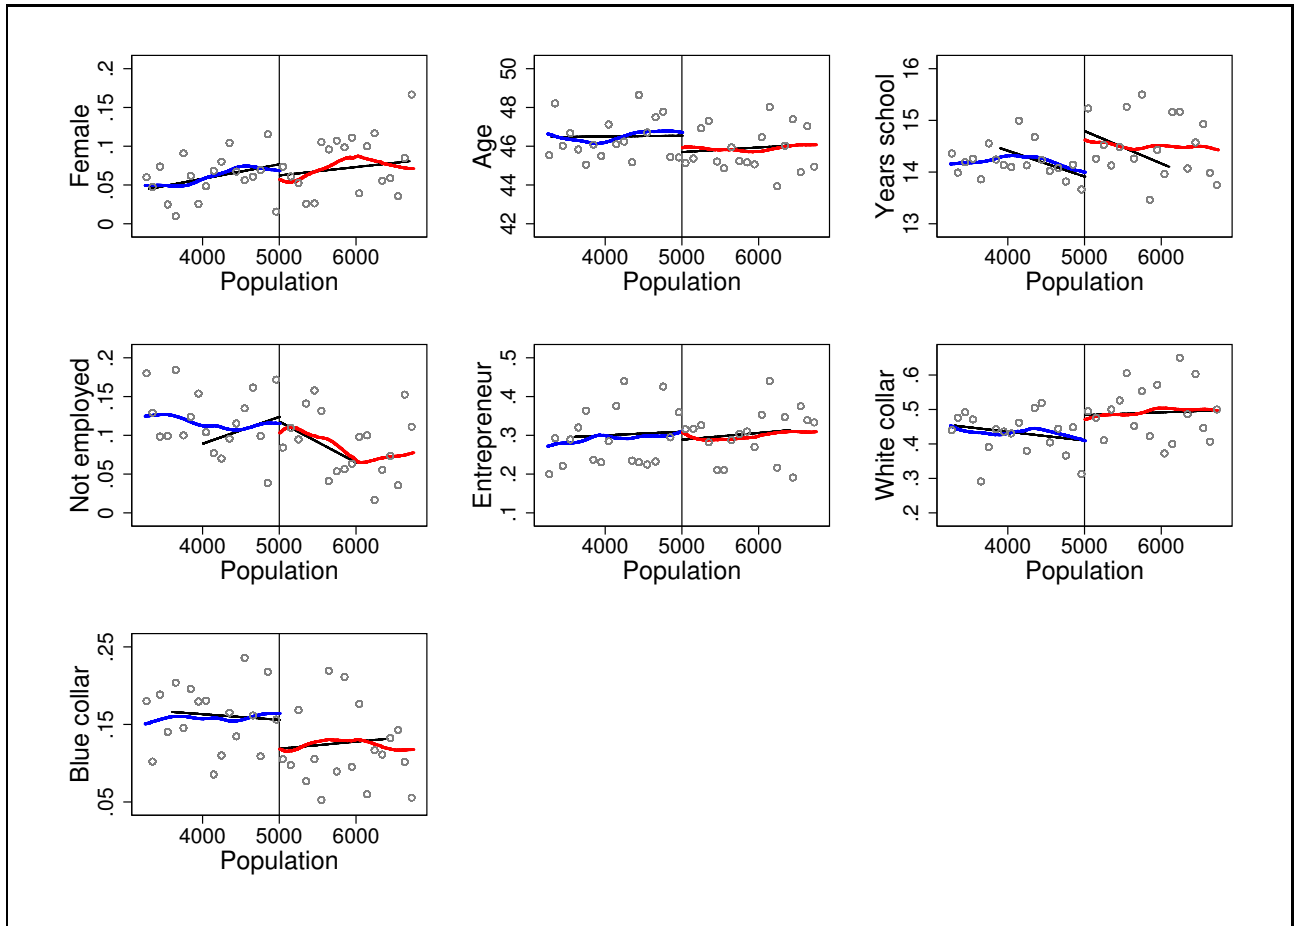 Female
.2
.15
.1
.05
0
4000 5000 6000
Population
Age
50
48
46
44
42
4000 5000 6000
Population
Years school
16
15
14
13
4000 5000 6000
Population
Not employed
.2
.15
.1
.05
0
4000 5000 6000
Population
Entrepreneur
.5
.4
.3
.2
.1
4000 5000 6000
Population
White collar
.6
.5
.4
.3
.2
4000 5000 6000
Population
Blue collar
.25
.15
.05
4000 5000 6000
Population